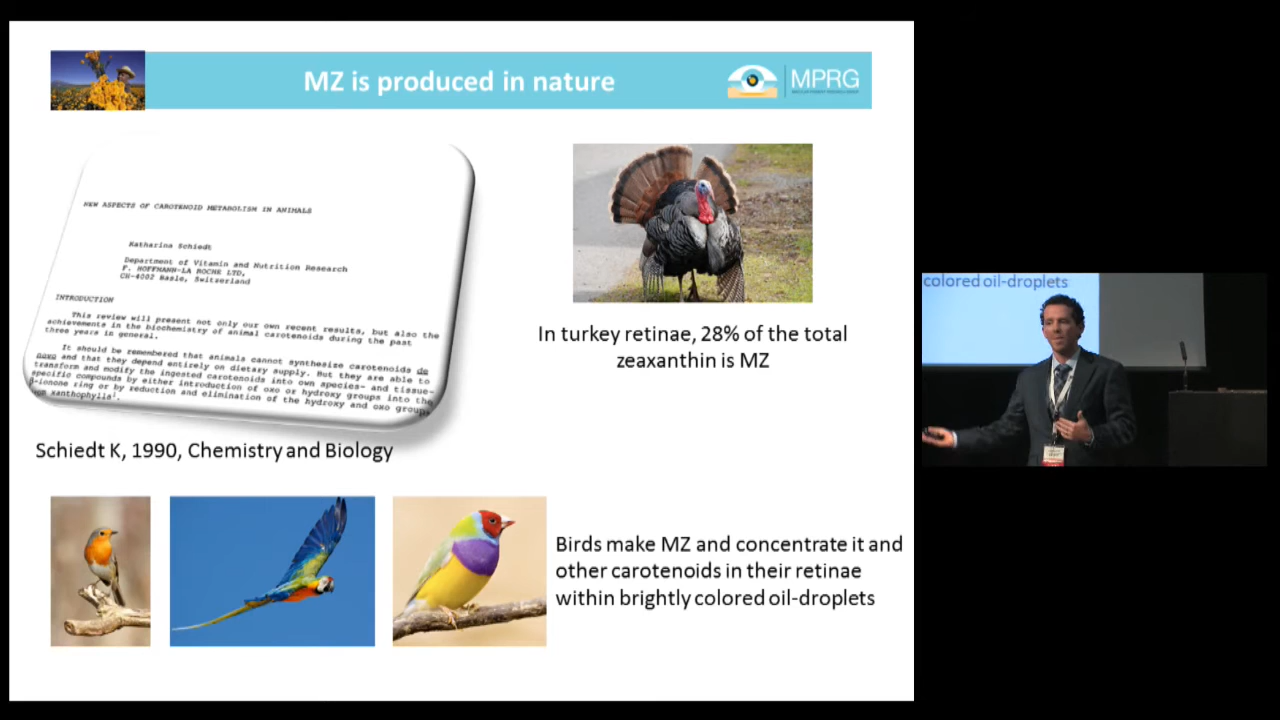 MZ is produced in nature
MPRG
NEW ASPECTS OF CAROTENOID METABOLISM IN ANIMALS
Katharina Schiedt
Department of Vitamin and Nutrition Research
F. HOFFMANN-LA ROCHE LTD,
CH-4002 Basle, Switzerland
INTRODUCTION
This review will present not only our own recent results, but also the
achievements in the biochemistry of animal carotenoids during the past
three years in general.
It should be remembered that animals cannot synthesize carotenoids de
novo and that they depend entirely on dietary supply. But they are able to
transform and modify the ingested carotenoids into own species- and tissue-
specific compounds by either introduction of oxo or hydroxy groups into the
β-ionone ring or by reduction and elimination of the hydroxy and oxo groups
xanthophylls¹.
Schiedt K, 1990, Chemistry and Biology
In turkey retinae, 28% of the total
zeaxanthin is MZ
Birds make MZ and concentrate it and
other carotenoids in their retinae
within brightly colored oil-droplets
colored oil-droplets